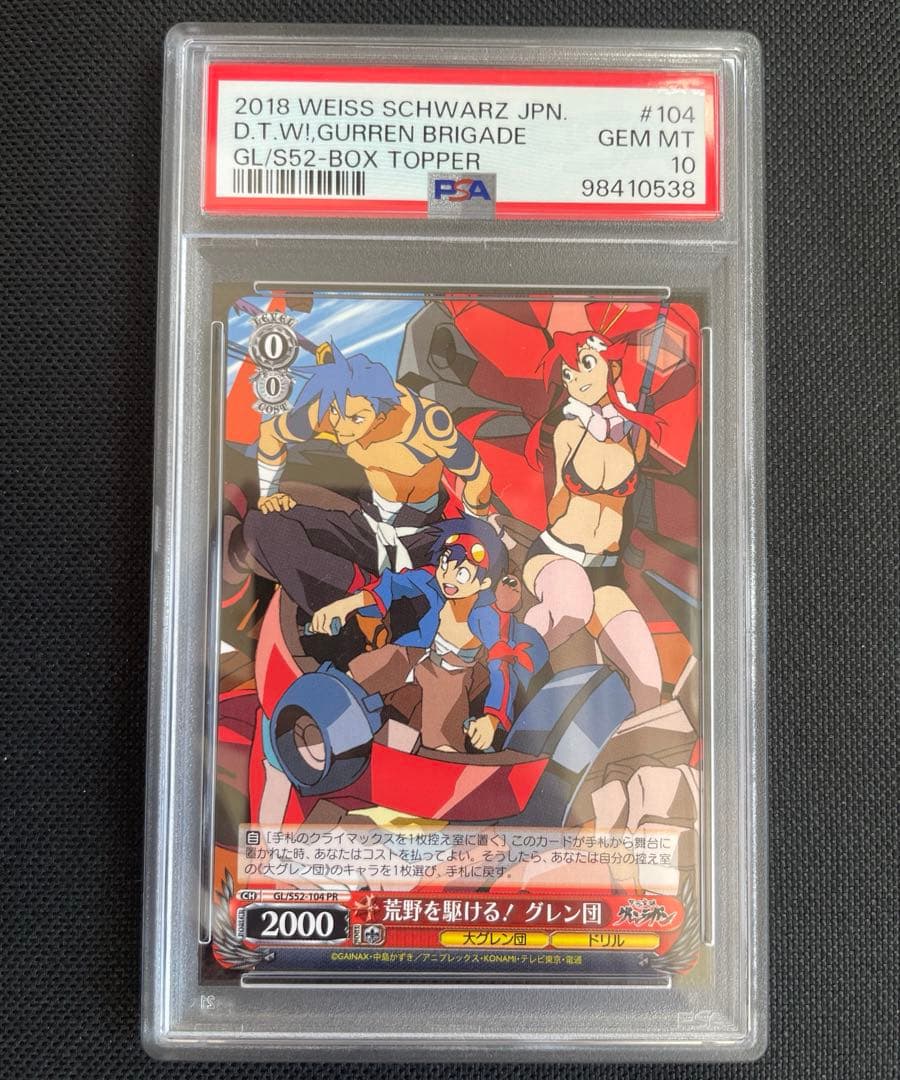 2018 WEISS SCHWARZ JPN. #104
D.T.W!,GURREN BRIGADE GEM MT
GL/S52-BOX TOPPER 10
PSA 98410538
LEVEL
0
0
COST
自 [手札のクライマックスを1枚控え室に置く] このカードが手札から舞台に
置かれた時、あなたはコストを払ってよい。そうしたら、あなたは自分の控え室
の《大グレン団》のキャラを1枚選び、手札に戻す。
CH GL/S52-104 PR
2000 荒野を駆ける! グレン団
大グレン団 ドリル
©GAINAX・中島かずき/アニプレックス・KONAMI・テレビ東京・電通